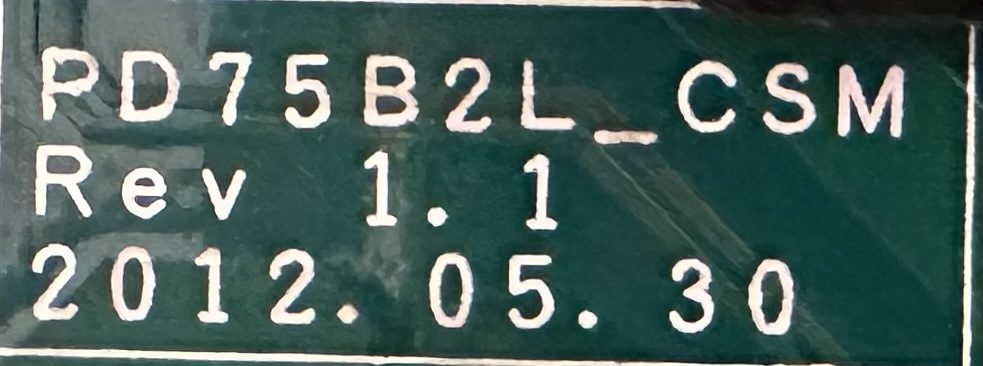 PD75B2L_CSM
Rev 1.1
2012.05.30